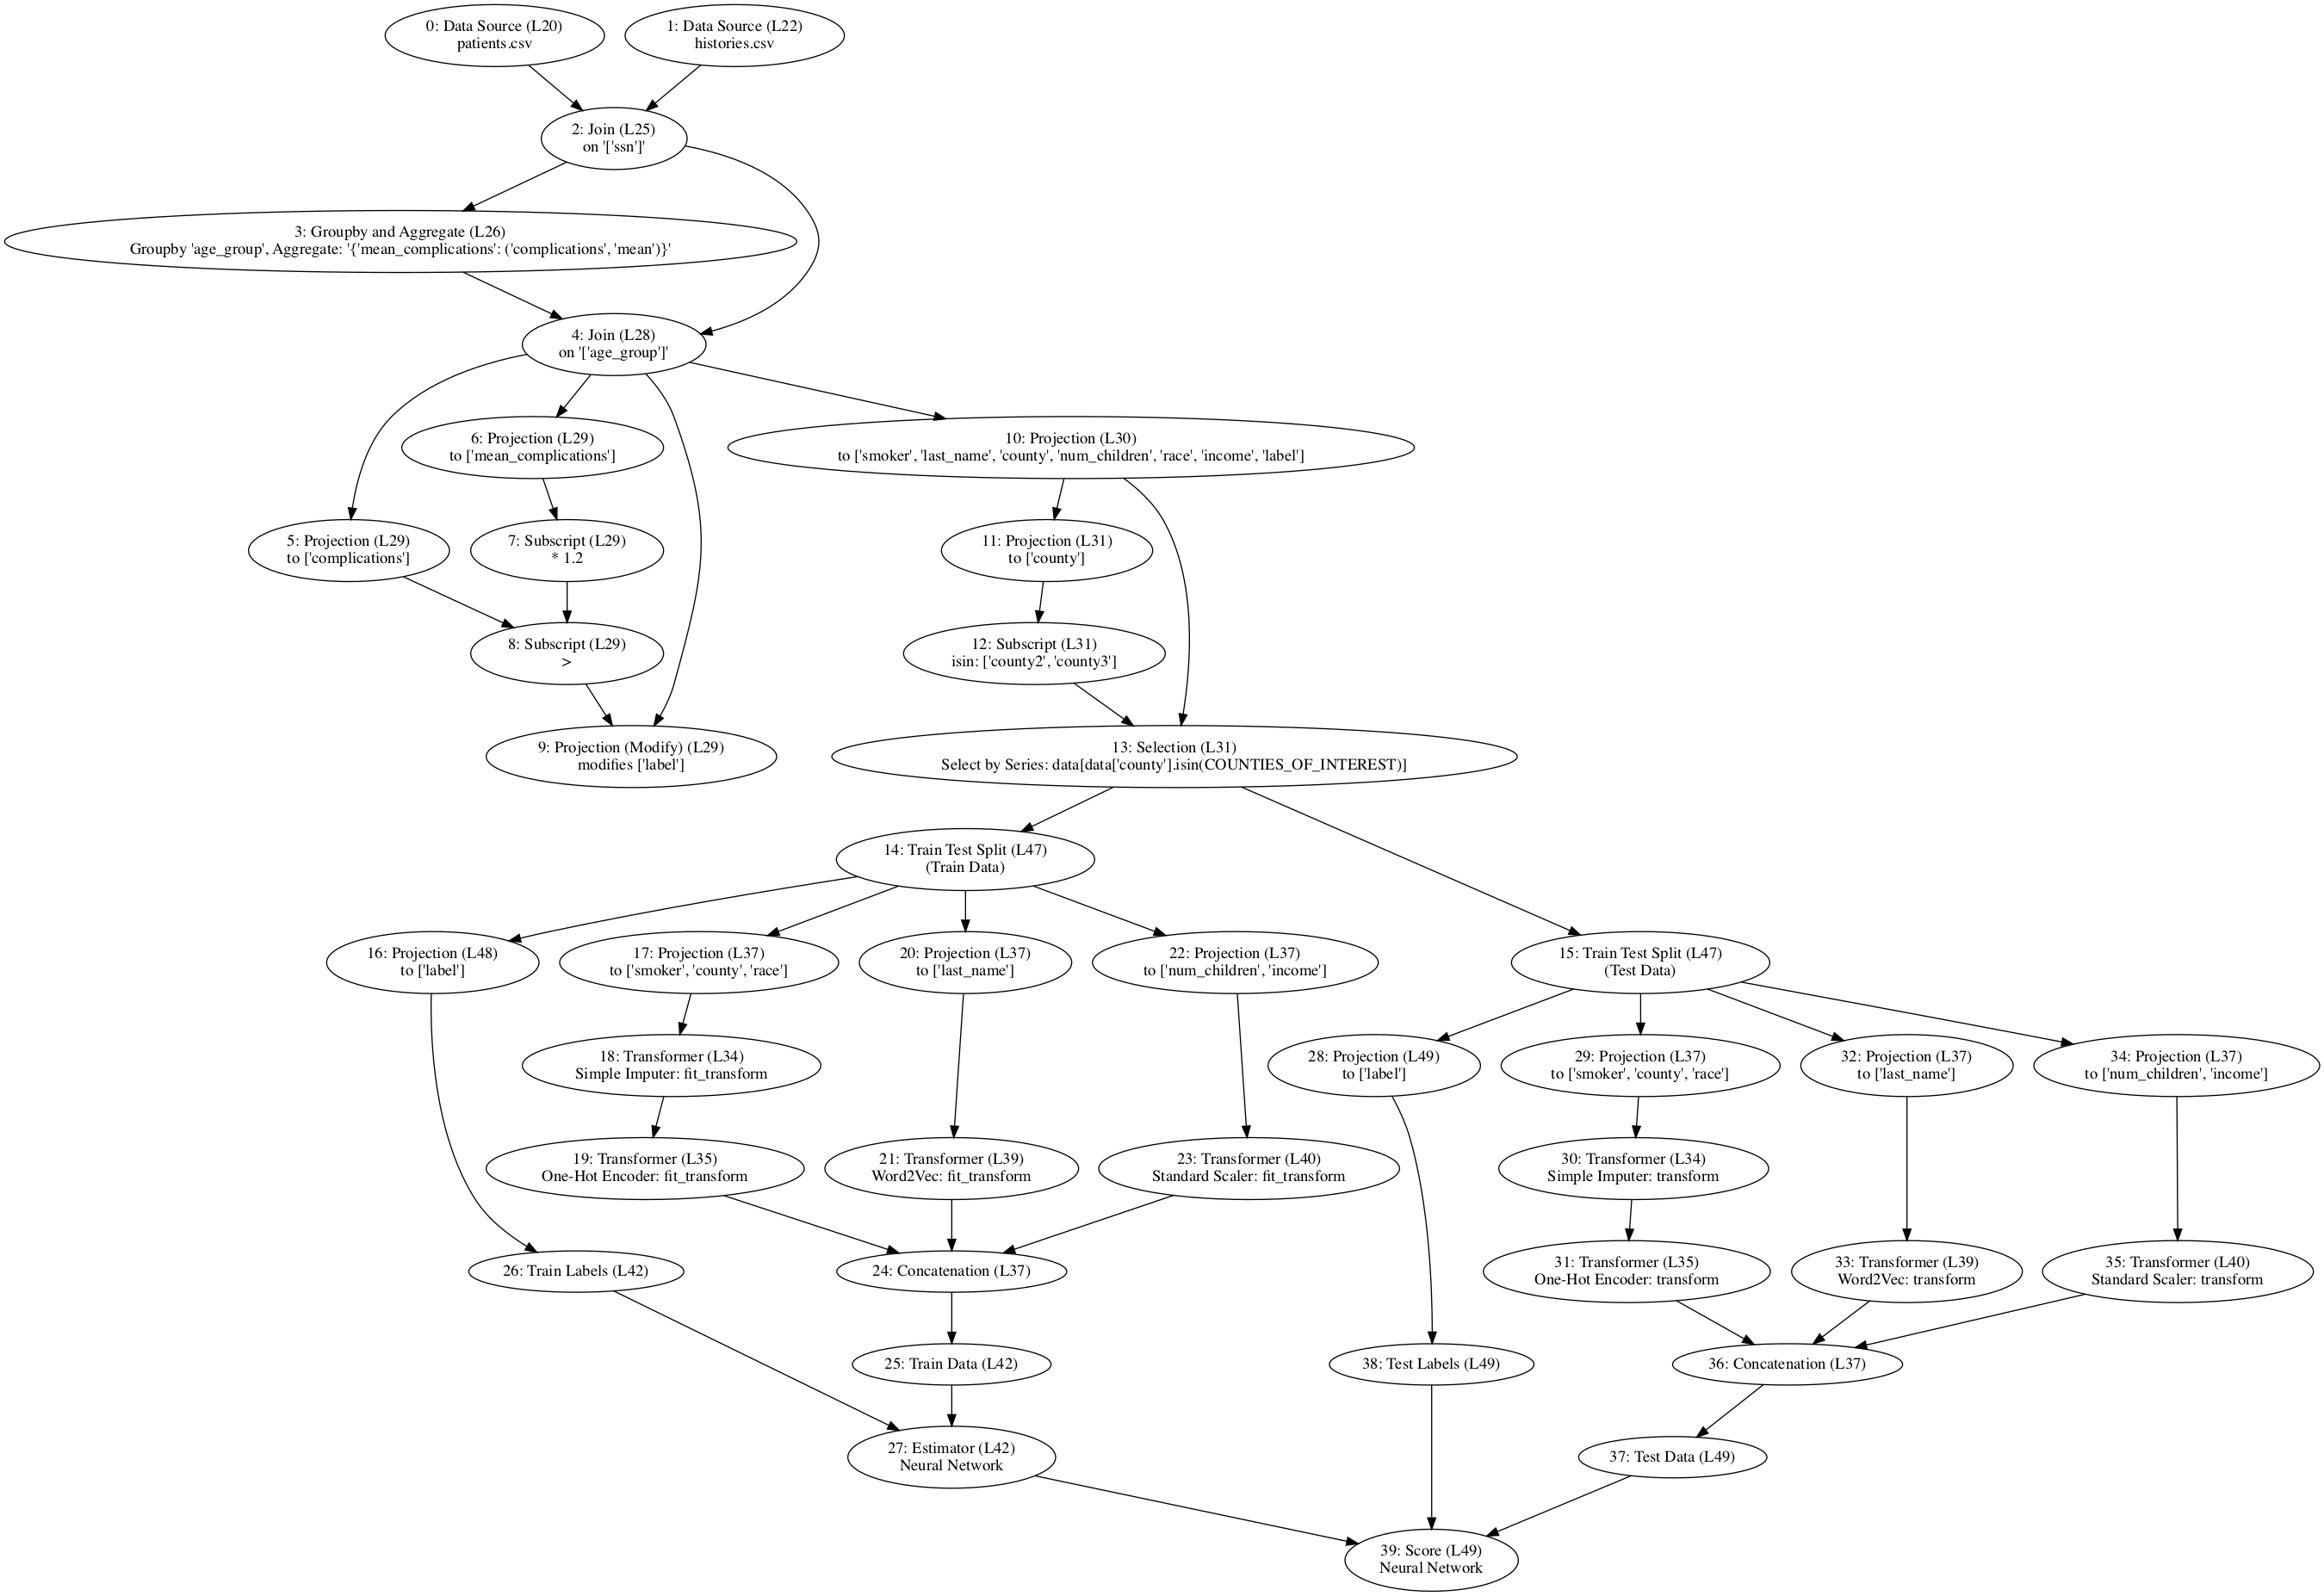 0: Data Source (L20)
patients.csv
1: Data Source (L22)
histories.csv
2: Join (L25)
on '['ssn']'
3: Groupby and Aggregate (L26)
Groupby 'age_group', Aggregate: '{'mean_complications': ('complications', 'mean')}'
4: Join (L28)
on '['age_group']'
6: Projection (L29)
to ['mean_complications']
10: Projection (L30)
to ['smoker', 'last_name', 'county', 'num_children', 'race', 'income', 'label']
5: Projection (L29)
to ['complications']
7: Subscript (L29)
* 1.2
11: Projection (L31)
to ['county']
8: Subscript (L29)
>
12: Subscript (L31)
isin: ['county2', 'county3']
9: Projection (Modify) (L29)
modifies ['label']
13: Selection (L31)
Select by Series: data[data['county'].isin(COUNTIES_OF_INTEREST)]
14: Train Test Split (L47)
(Train Data)
16: Projection (L48)
to ['label']
17: Projection (L37)
to ['smoker', 'county', 'race']
20: Projection (L37)
to ['last_name']
22: Projection (L37)
to ['num_children', 'income']
15: Train Test Split (L47)
(Test Data)
18: Transformer (L34)
Simple Imputer: fit_transform
28: Projection (L49)
to ['label']
29: Projection (L37)
to ['smoker', 'county', 'race']
32: Projection (L37)
to ['last_name']
34: Projection (L37)
to ['num_children', 'income']
19: Transformer (L35)
One-Hot Encoder: fit_transform
21: Transformer (L39)
Word2Vec: fit_transform
23: Transformer (L40)
Standard Scaler: fit_transform
30: Transformer (L34)
Simple Imputer: transform
26: Train Labels (L42)
24: Concatenation (L37)
31: Transformer (L35)
One-Hot Encoder: transform
33: Transformer (L39)
Word2Vec: transform
35: Transformer (L40)
Standard Scaler: transform
25: Train Data (L42)
38: Test Labels (L49)
36: Concatenation (L37)
27: Estimator (L42)
Neural Network
37: Test Data (L49)
39: Score (L49)
Neural Network